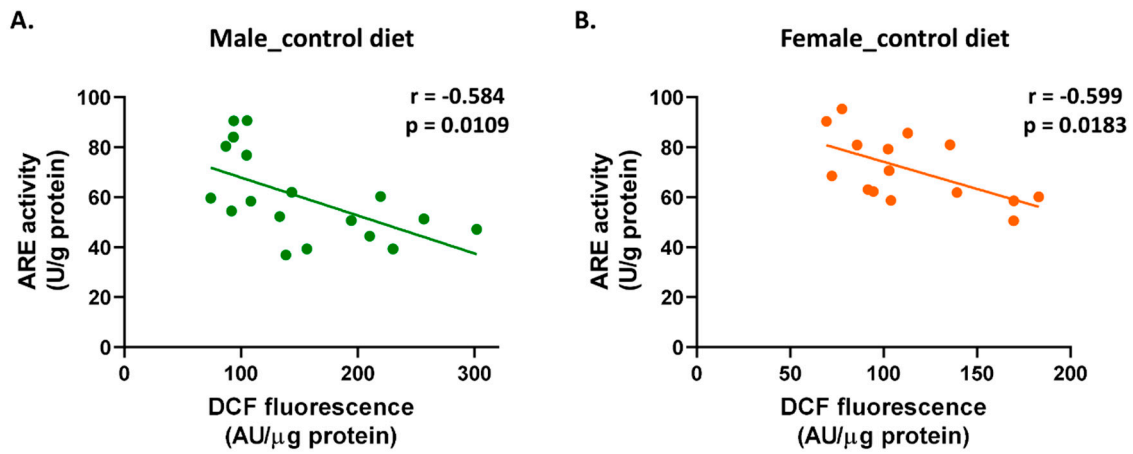 A.
Male_control diet
r = -0.584
p = 0.0109
100
80
60
40
20
0
ARE activity
(U/g protein)
0 100 200 300
DCF fluorescence
(AU/μg protein)
B.
Female_control diet
r = -0.599
p = 0.0183
100
80
60
40
20
0
ARE activity
(U/g protein)
0 50 100 150 200
DCF fluorescence
(AU/μg protein)